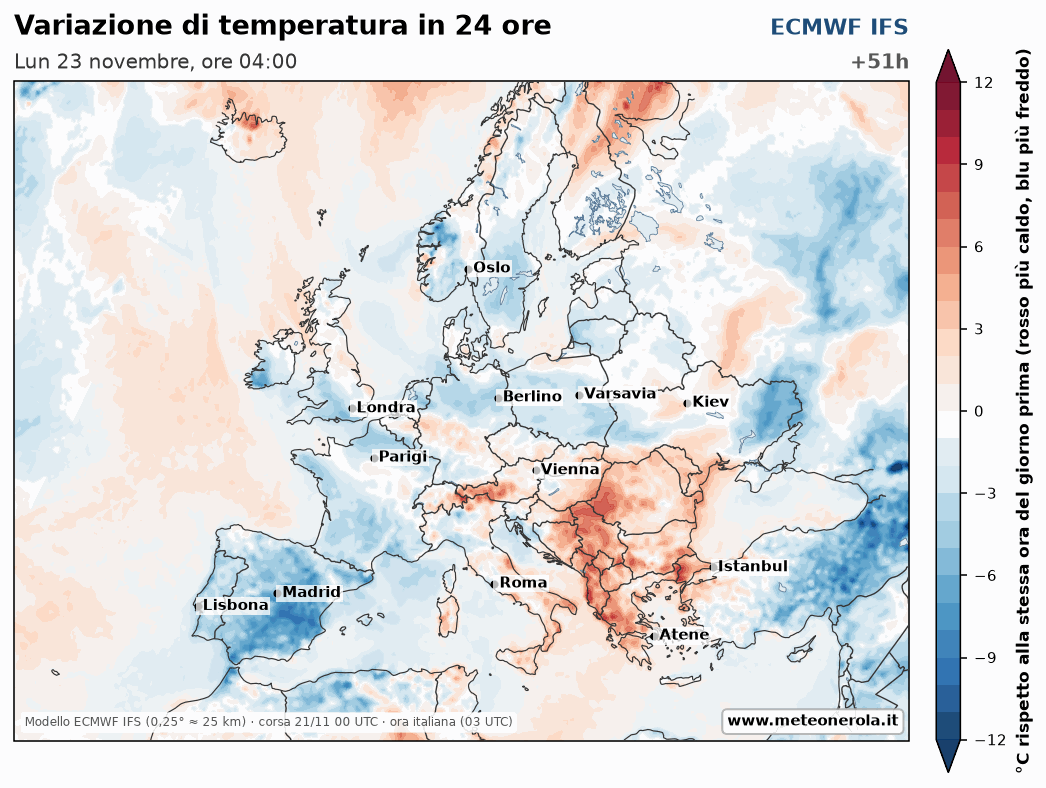 Variazione di temperatura in 24 ore
ECMWF IFS
Lun 23 novembre, ore 04:00
+51h
Oslo
Londra
Berlino
Varsavia
Kiev
Parigi
Vienna
Istanbul
Roma
Madrid
Lisbona
Atene
Modello ECMWF IFS (0,25° ≈ 25 km) · corsa 21/11 00 UTC · ora italiana (03 UTC)
www.meteonerola.it
12
9
6
3
0
−3
−6
−9
−12
°C rispetto alla stessa ora del giorno prima (rosso più caldo, blu più freddo)